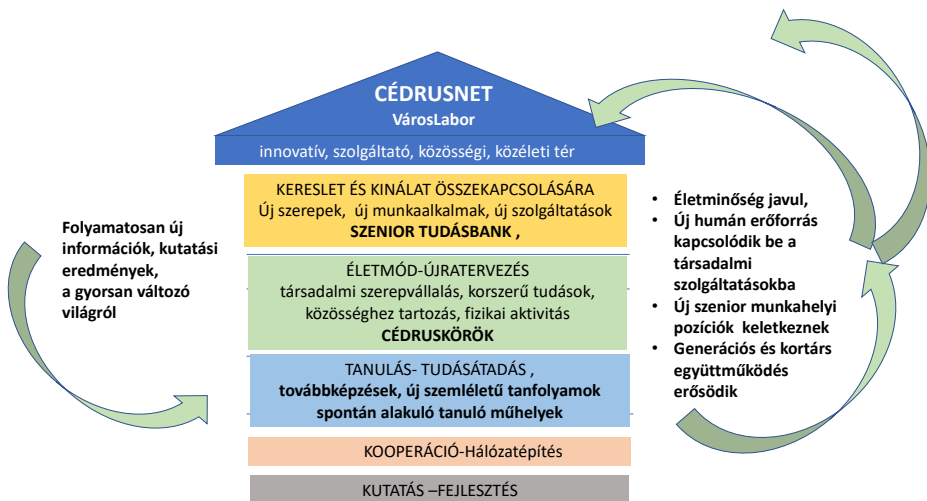 CÉDRUSNET
VárosLabor
innovatív, szolgáltató, közösségi, közéleti tér
KERESLET ÉS KINÁLAT ÖSSZEKAPCSOLÁSÁRA
Új szerepek, új munkaalkalmak, új szolgáltatások
SZENIOR TUDÁSBANK ,
ÉLETMÓD-ÚJRATERVEZÉS
társadalmi szerepvállalás, korszerű tudások,
közösséghez tartozás, fizikai aktivitás
CÉDRUSKÖRÖK
TANULÁS- TUDÁSÁTADÁS ,
továbbképzések, új szemléletű tanfolyamok
spontán alakuló tanuló műhelyek
KOOPERÁCIÓ-Hálózatépítés
KUTATÁS –FEJLESZTÉS
Folyamatosan új
információk, kutatási
eredmények,
a gyorsan változó
világról
• Életminőség javul,
• Új humán erőforrás
kapcsolódik be a
társadalmi
szolgáltatásokba
• Új szenior munkahelyi
pozíciók keletkeznek
• Generációs és kortárs
együttműködés
erősödik